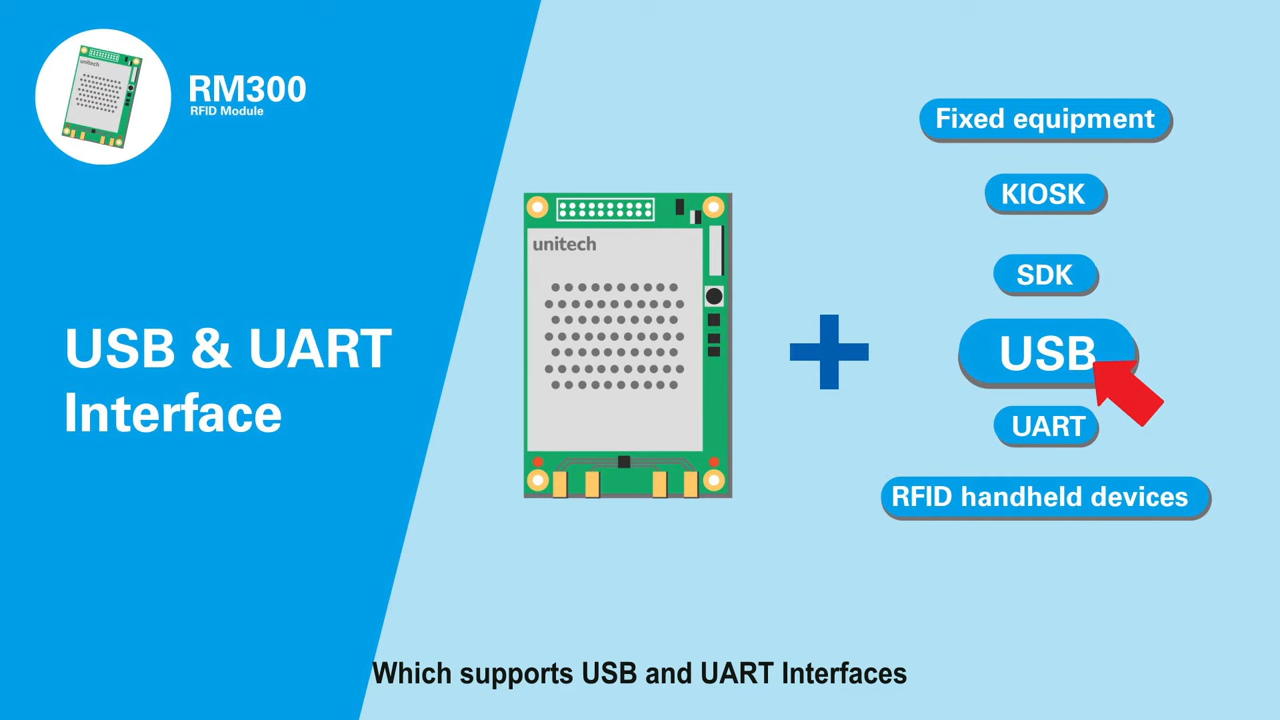 unitech
RM300
RFID Module
USB & UART
Interface
unitech
Fixed equipment
KIOSK
SDK
USB
UART
RFID handheld devices
Which supports USB and UART Interfaces